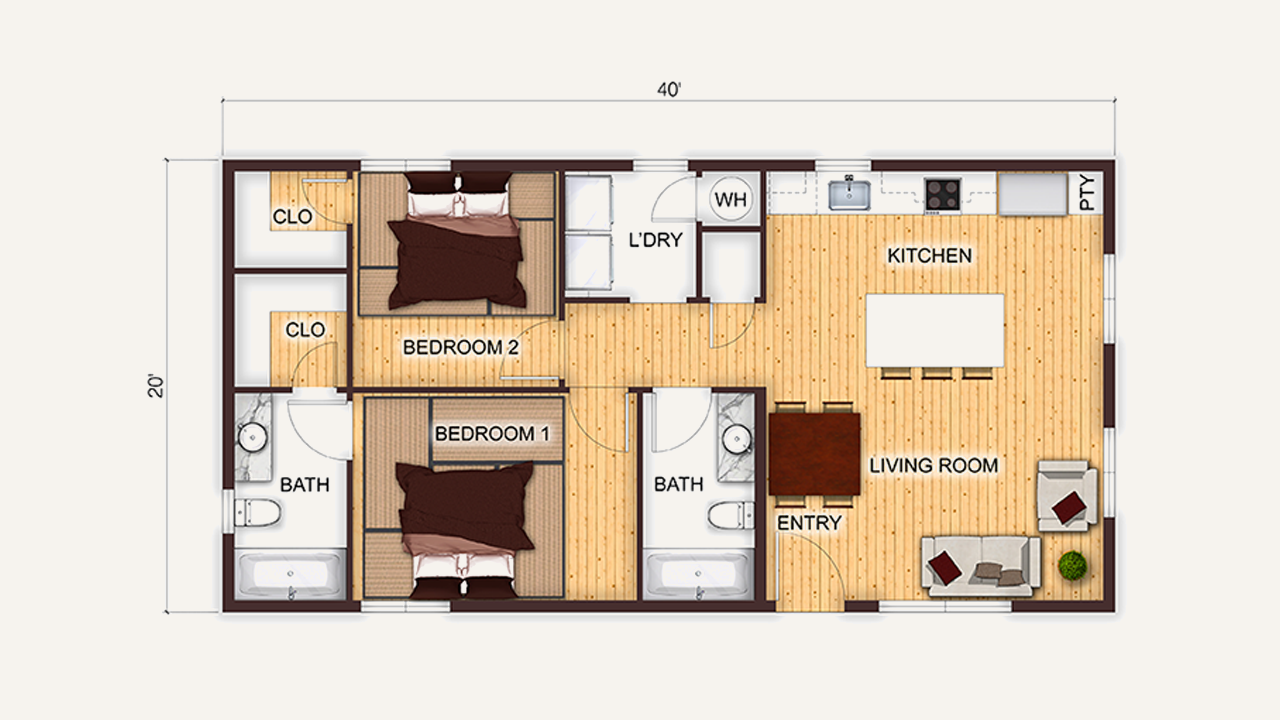 40'
PTY
WH
CLO
L'DRY
KITCHEN
CLO
BEDROOM 2
20'
BEDROOM 1
LIVING ROOM
BATH
BATH
ENTRY